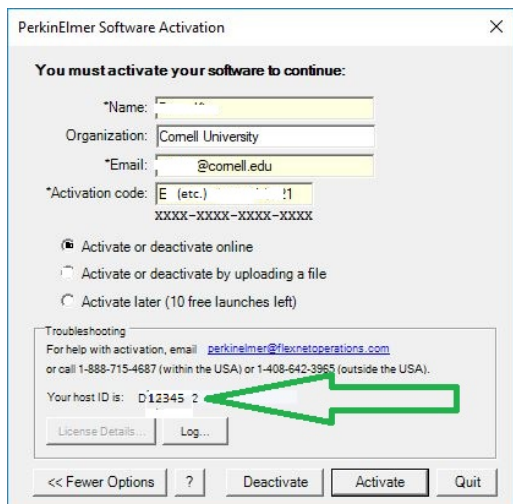 PerkinElmer Software Activation
You must activate your software to continue:
*Name:
Organization: Cornell University
*Email: @cornell.edu
*Activation code: E (etc.) 21
XXXX-XXXX-XXXX-XXXX
Activate or deactivate online
Activate or deactivate by uploading a file
Activate later (10 free launches left)
Troubleshooting
For help with activation, email perkinelmer@flexnetoperations.com
or call 1-888-715-4687 (within the USA) or 1-408-642-3965 (outside the USA).
Your host ID is: D12345 2
License Details... Log...
<< Fewer Options ? Deactivate Activate Quit